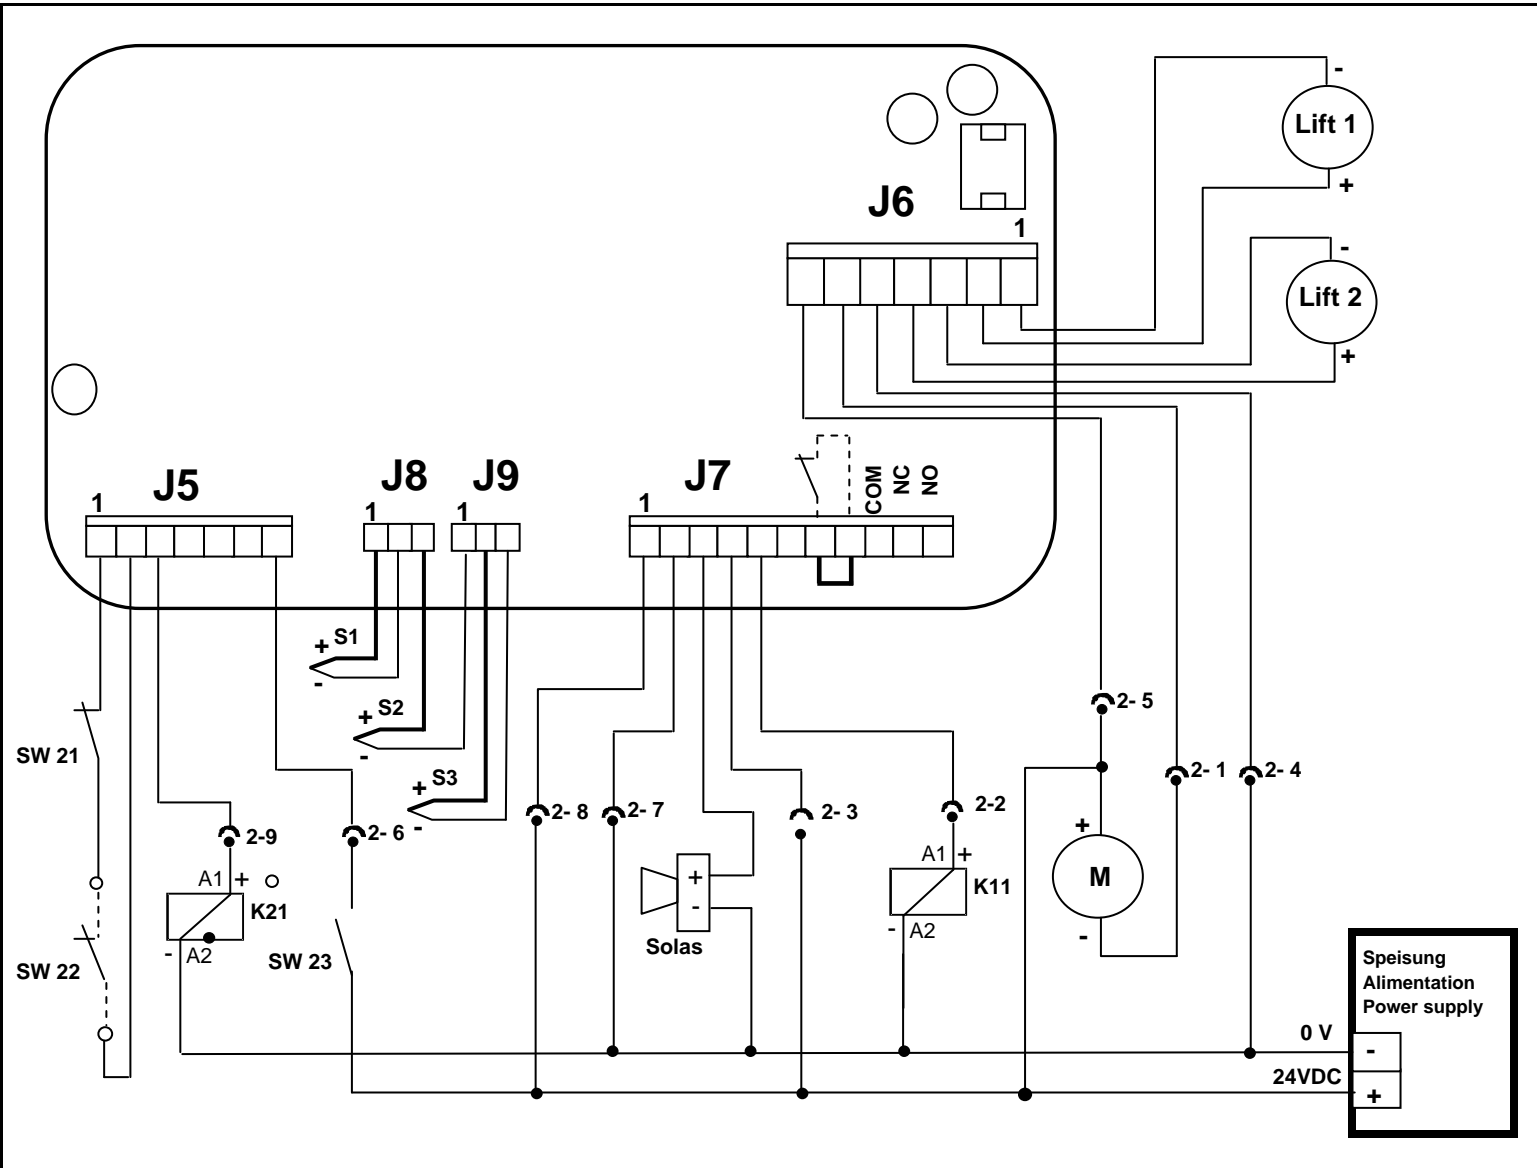 -
Lift 1
+
J6
1
-
Lift 2
+
J5
J8
J9
J7
COM
NC
NO
1
1
1
1
+ S1
-
+ S2
-
+ S3
-
2- 5
SW 21
2- 1
2- 4
2-9
2- 6
2- 8
2- 7
2- 3
2-2
+
A1 +
K21
- A2
+
-
Solas
A1 +
K11
- A2
M
-
SW 22
SW 23
Speisung
Alimentation
Power supply
0 V
-
24VDC
+